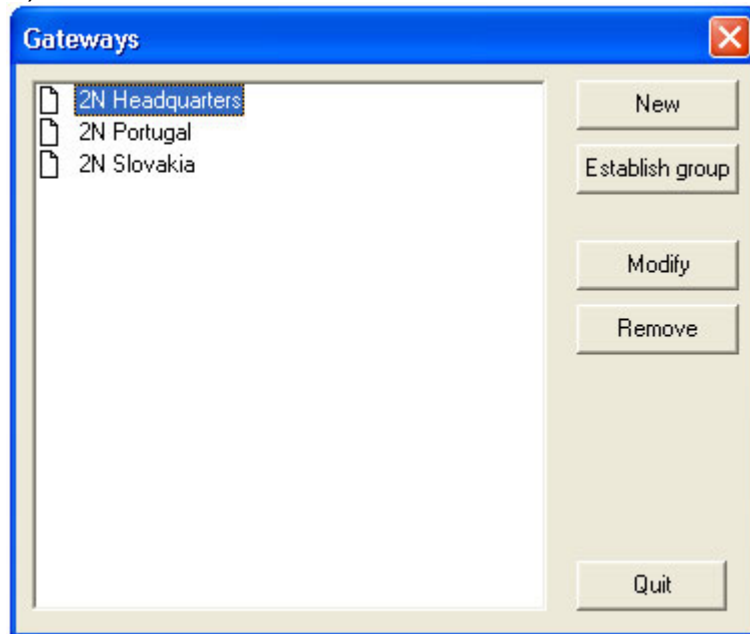 Gateways
2N Headquarters
2N Portugal
2N Slovakia
New
Establish group
Modify
Remove
Quit